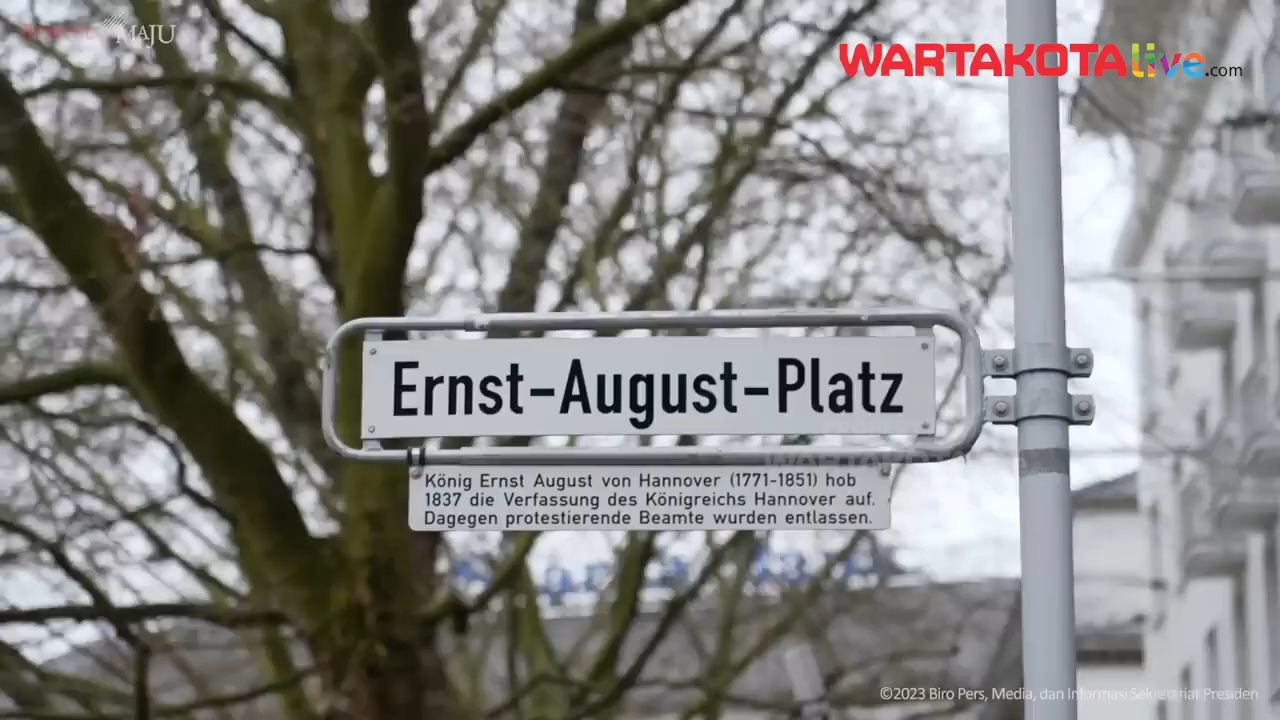 MAJU
WARTAKOTAlive.com
Ernst-August-Platz
König Ernst August von Hannover (1771-1851) hob
1837 die Verfassung des Königreichs Hannover auf.
Dagegen protestierende Beamte wurden entlassen.
©2023 Biro Pers, Media, dan Informasi Sekretariat Presiden